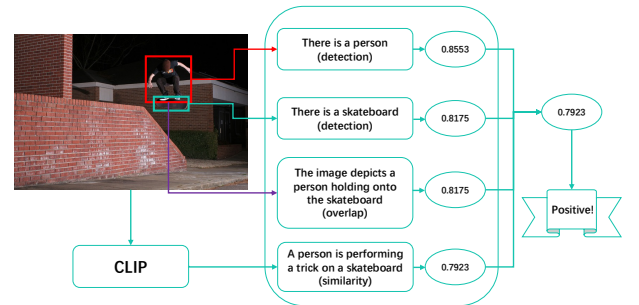 There is a person
(detection)
0.8553
There is a skateboard
(detection)
0.8175
0.7923
The image depicts a
person holding onto
the skateboard
(overlap)
0.8175
Positive!
A person is performing
a trick on a skateboard
(similarity)
0.7923
CLIP